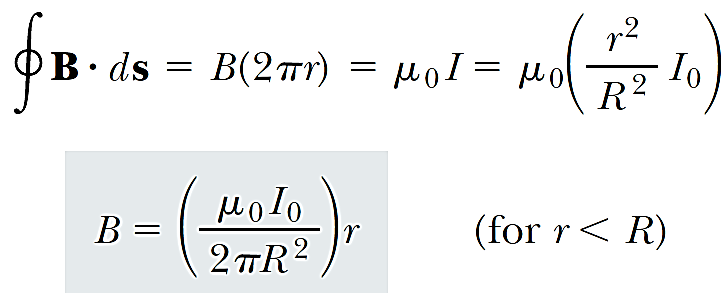 ∮ B · ds = B(2πr) = μ₀I = μ₀(r²/R² I₀)
B = (μ₀I₀/2πR²)r (for r < R)